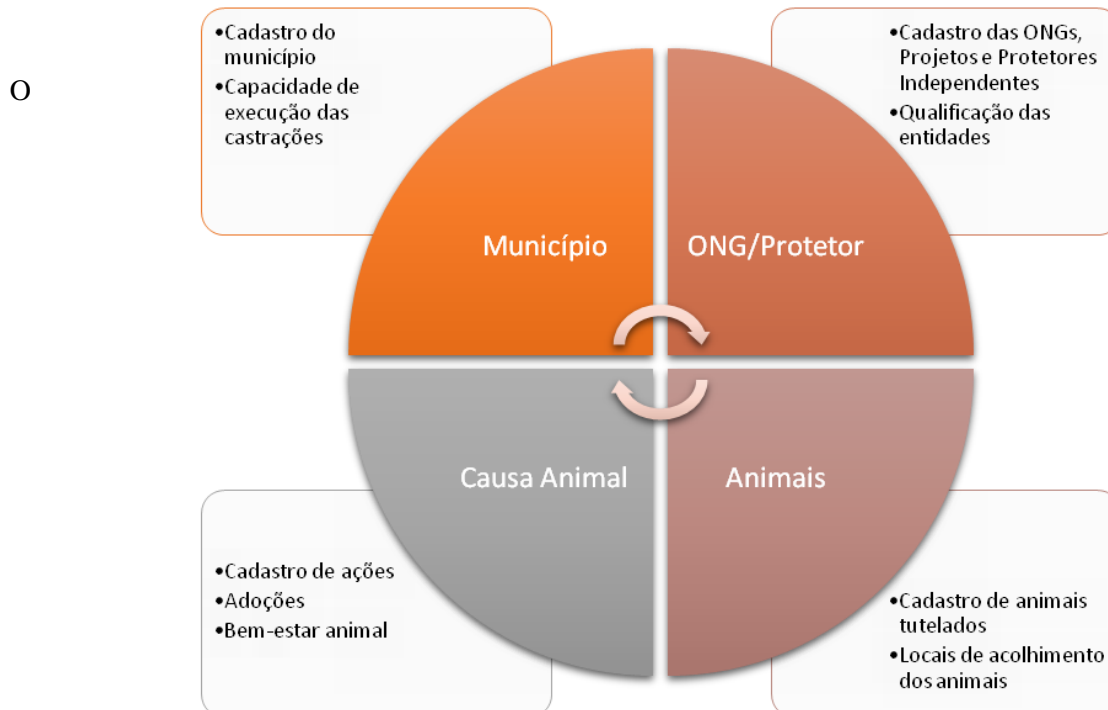 •Cadastro do
município
•Capacidade de
execução das
castrações
•Cadastro das ONGs,
Projetos e Protetores
Independentes
•Qualificação das
entidades
O
Município
ONG/Protetor
Causa Animal
Animais
•Cadastro de ações
•Adoções
•Bem-estar animal
•Cadastro de animais
tutelados
•Locais de acolhimento
dos animais